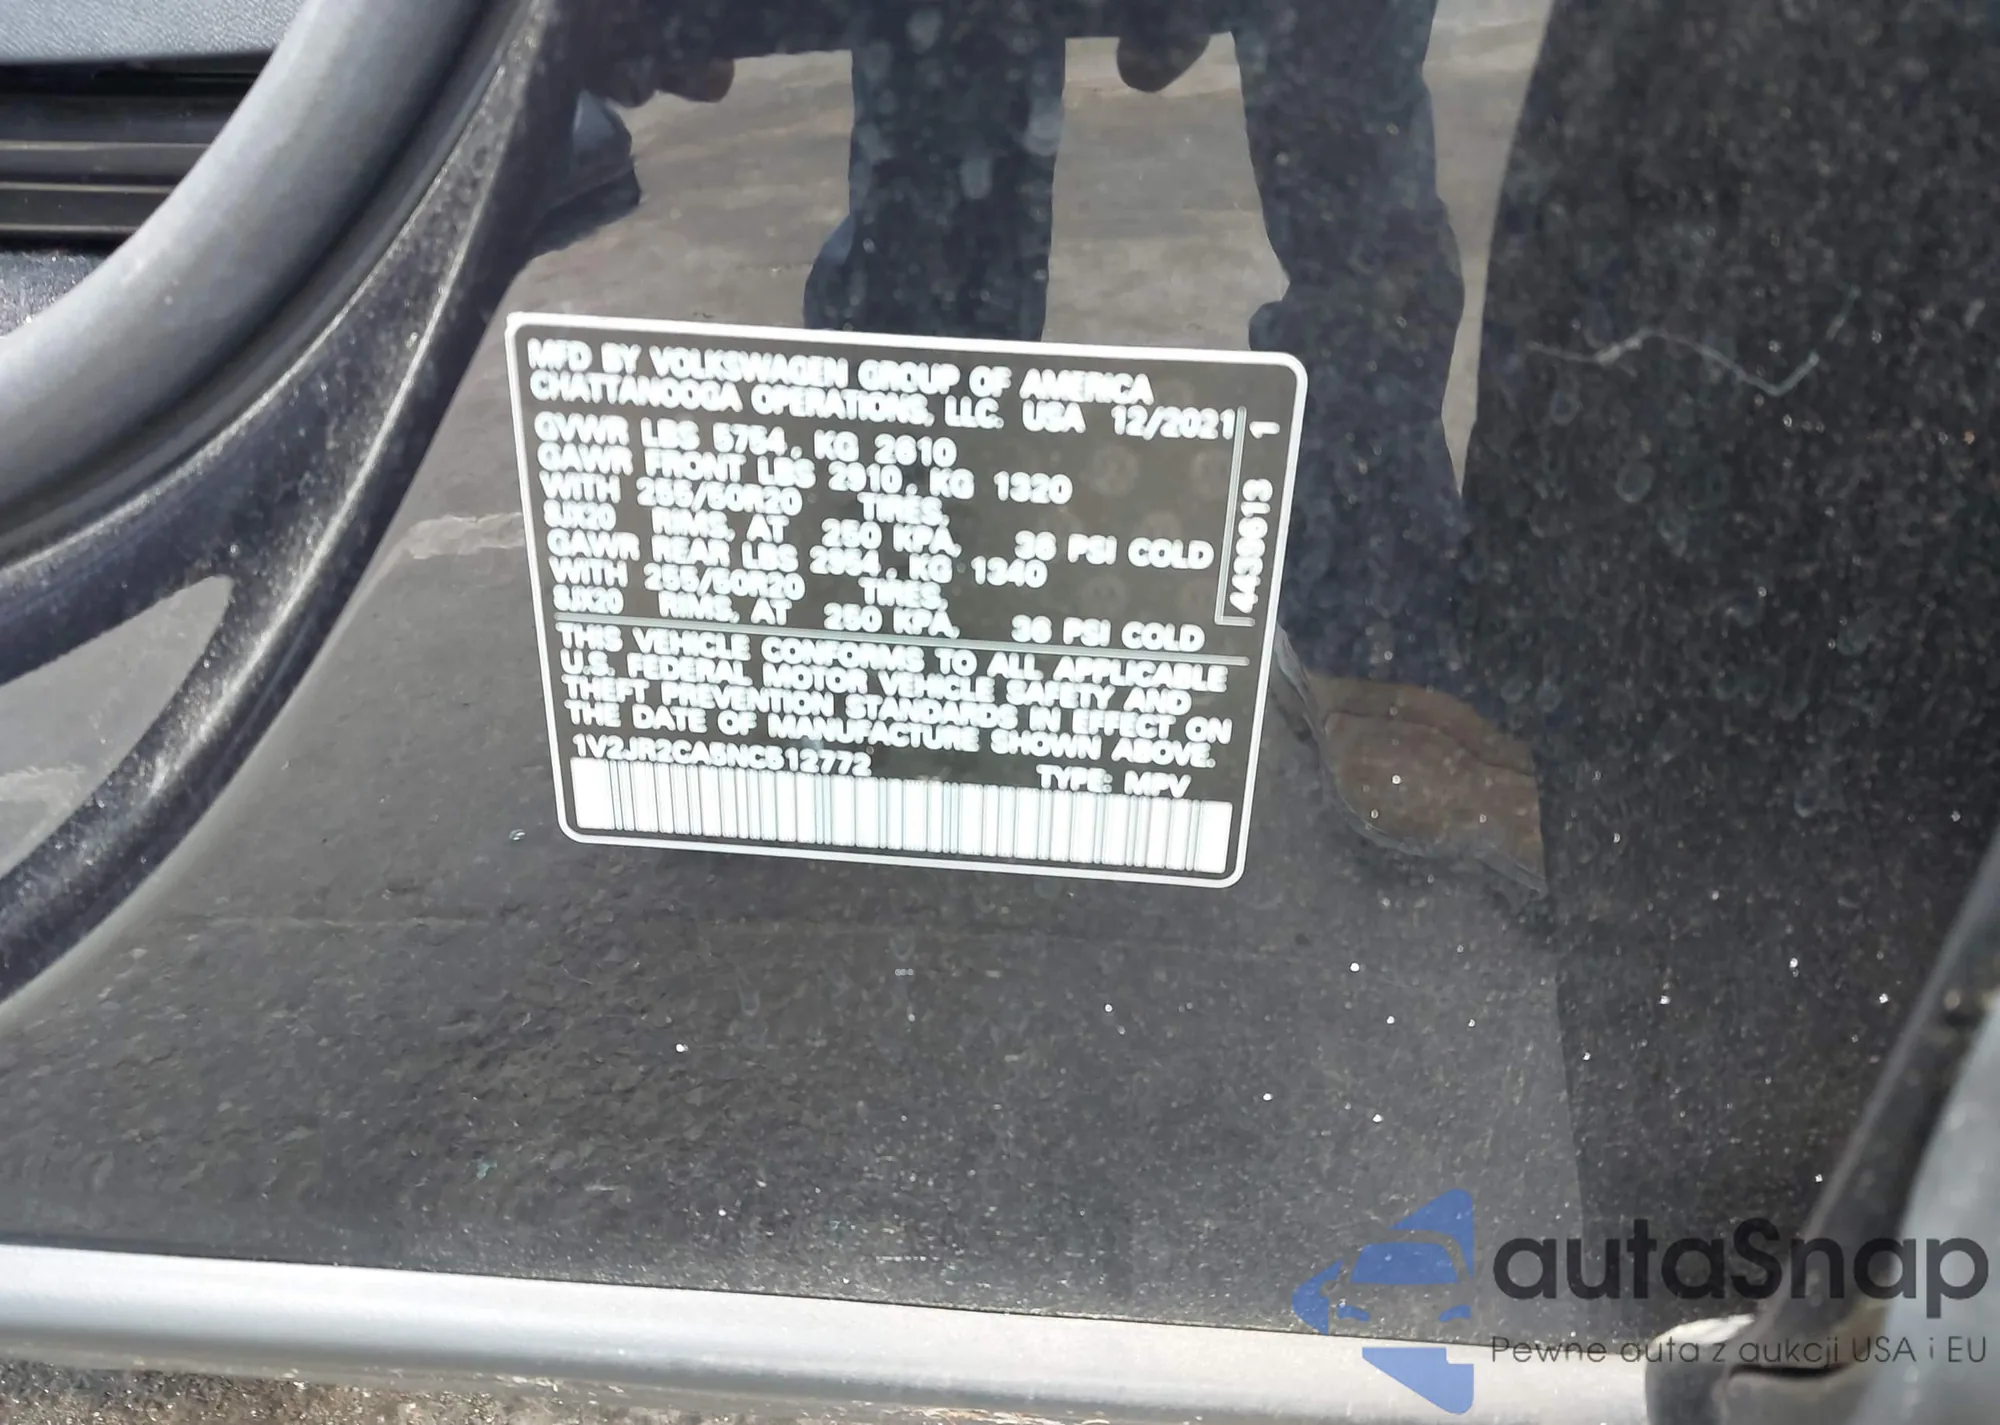 MFD BY VOLKSWAGEN GROUP OF AMERICA
CHATTANOOGA OPERATIONS, LLC. USA 12/2021
GVWR LBS 5754, KG 2610
GAWR FRONT LBS 2910, KG 1320
WITH 255/50R20 TIRES,
8JX20 RIMS, AT 250 KPA, 36 PSI COLD
GAWR REAR LBS 2954, KG 1340
WITH 255/50R20 TIRES,
8JX20 RIMS, AT 250 KPA, 36 PSI COLD
THIS VEHICLE CONFORMS TO ALL APPLICABLE
U.S. FEDERAL MOTOR VEHICLE SAFETY AND
THEFT PREVENTION STANDARDS IN EFFECT ON
THE DATE OF MANUFACTURE SHOWN ABOVE.
1V2JR2CA5NC512772 TYPE: MPV
1
autaSnap
Pewne auta z aukcji USA i EU